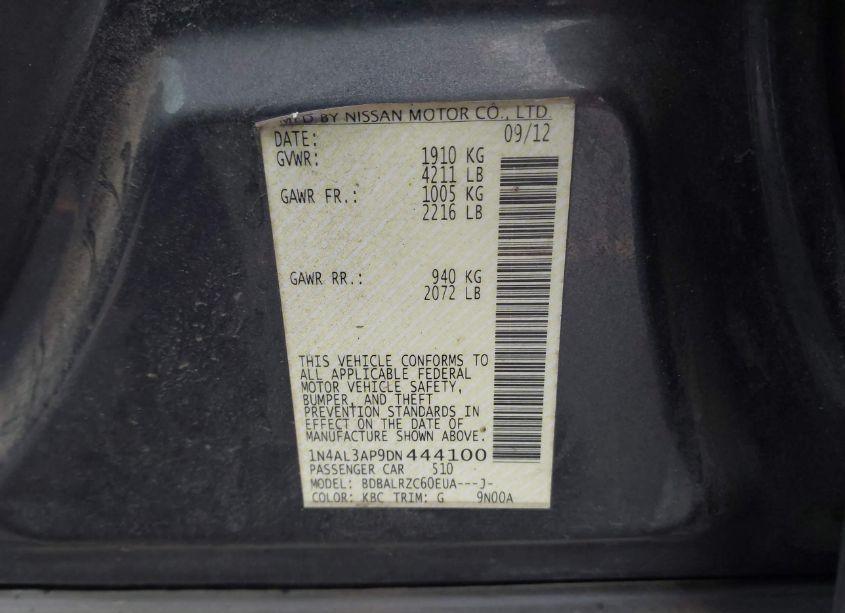 MFD BY NISSAN MOTOR CO., LTD.
DATE: 09/12
GVWR: 1910 KG
4211 LB
GAWR FR.: 1005 KG
2216 LB
GAWR RR.: 940 KG
2072 LB
THIS VEHICLE CONFORMS TO
ALL APPLICABLE FEDERAL
MOTOR VEHICLE SAFETY,
BUMPER, AND THEFT
PREVENTION STANDARDS IN
EFFECT ON THE DATE OF
MANUFACTURE SHOWN ABOVE.
1N4AL3AP9DN444100
PASSENGER CAR 510
MODEL: BDBALRZC60EUA---J-
COLOR: KBC TRIM: G 9N00A